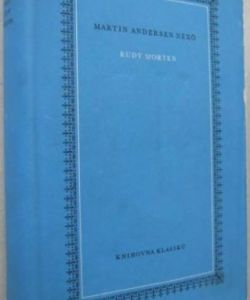 MARTIN ANDERSEN NEXÖ
RUDÝ MORTEN
KNIHOVNA KLASIKŮ